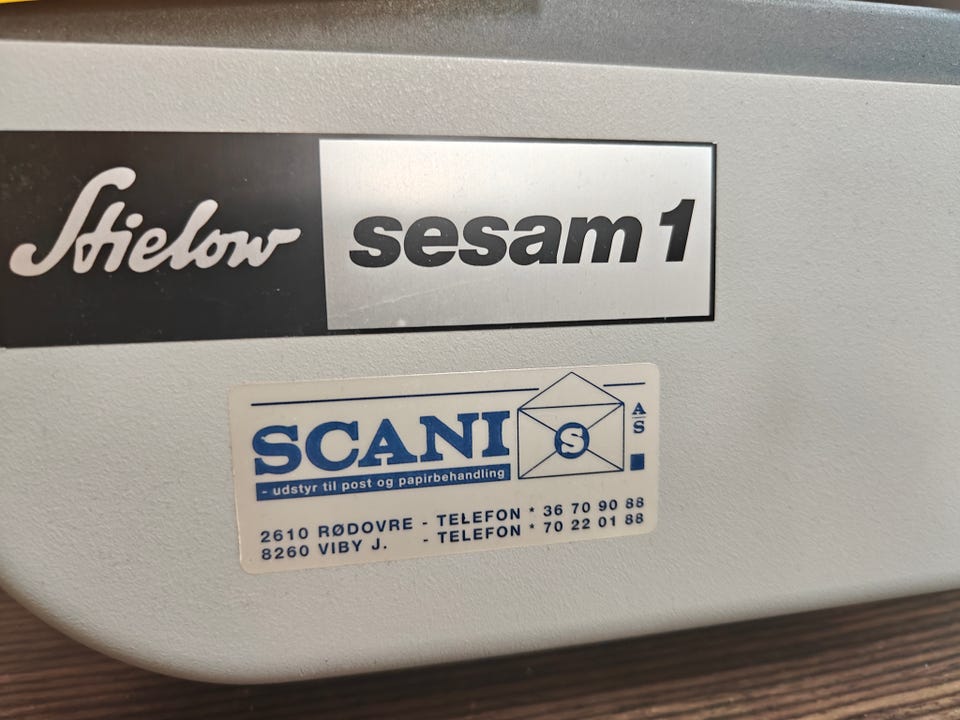 Stielow sesam 1
SCANI A/S
S
- udstyr til post og papirbehandling
2610 RØDOVRE - TELEFON * 36 70 90 88
8260 VIBY J. - TELEFON * 70 22 01 88